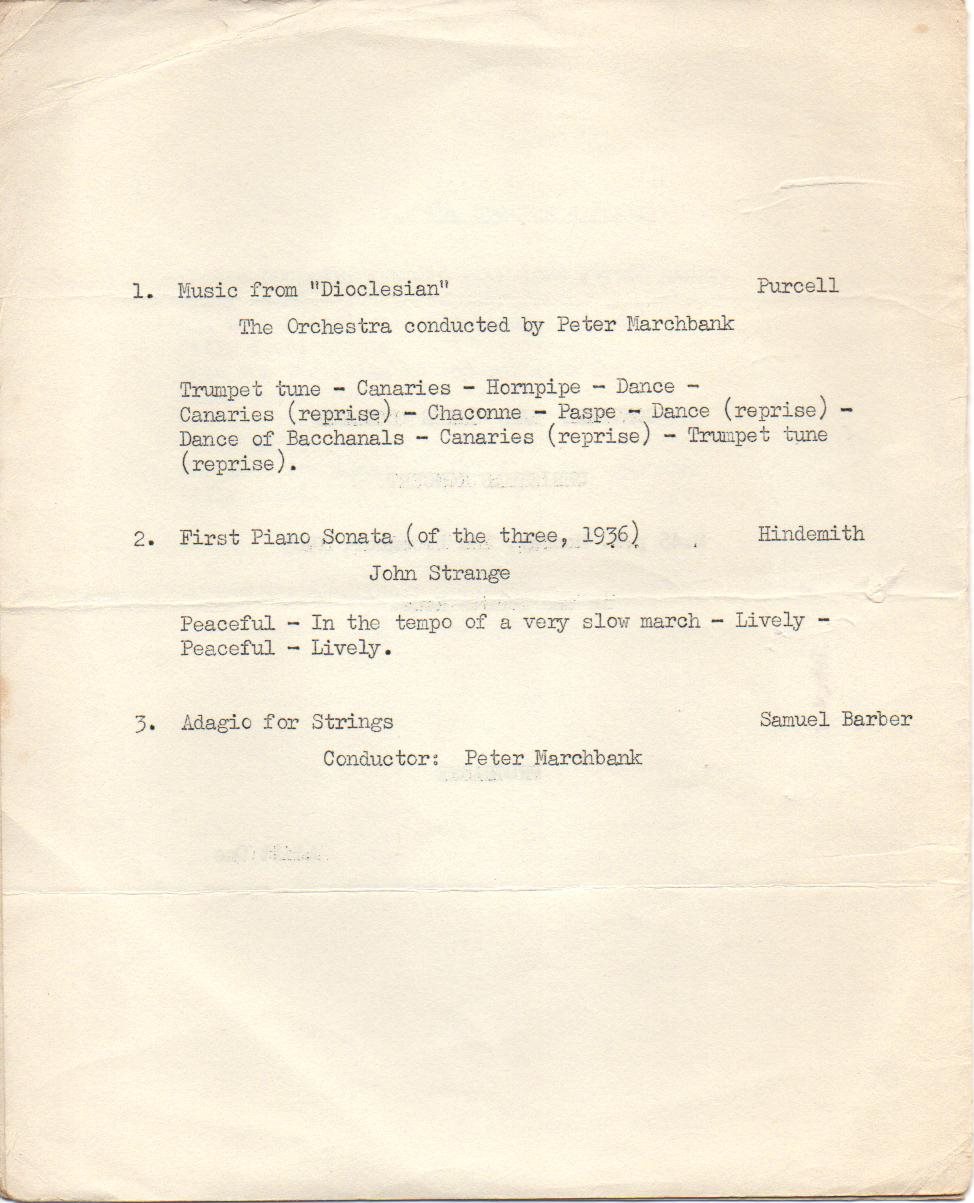 1. Music from "Dioclesian" Purcell
The Orchestra conducted by Peter Marchbank
Trumpet tune - Canaries - Hornpipe - Dance -
Canaries (reprise) - Chaconne - Paspe - Dance (reprise) -
Dance of Bacchanals - Canaries (reprise) - Trumpet tune
(reprise).
2. First Piano Sonata (of the three, 1936) Hindemith
John Strange
Peaceful - In the tempo of a very slow march - Lively -
Peaceful - Lively.
3. Adagio for Strings Samuel Barber
Conductor: Peter Marchbank